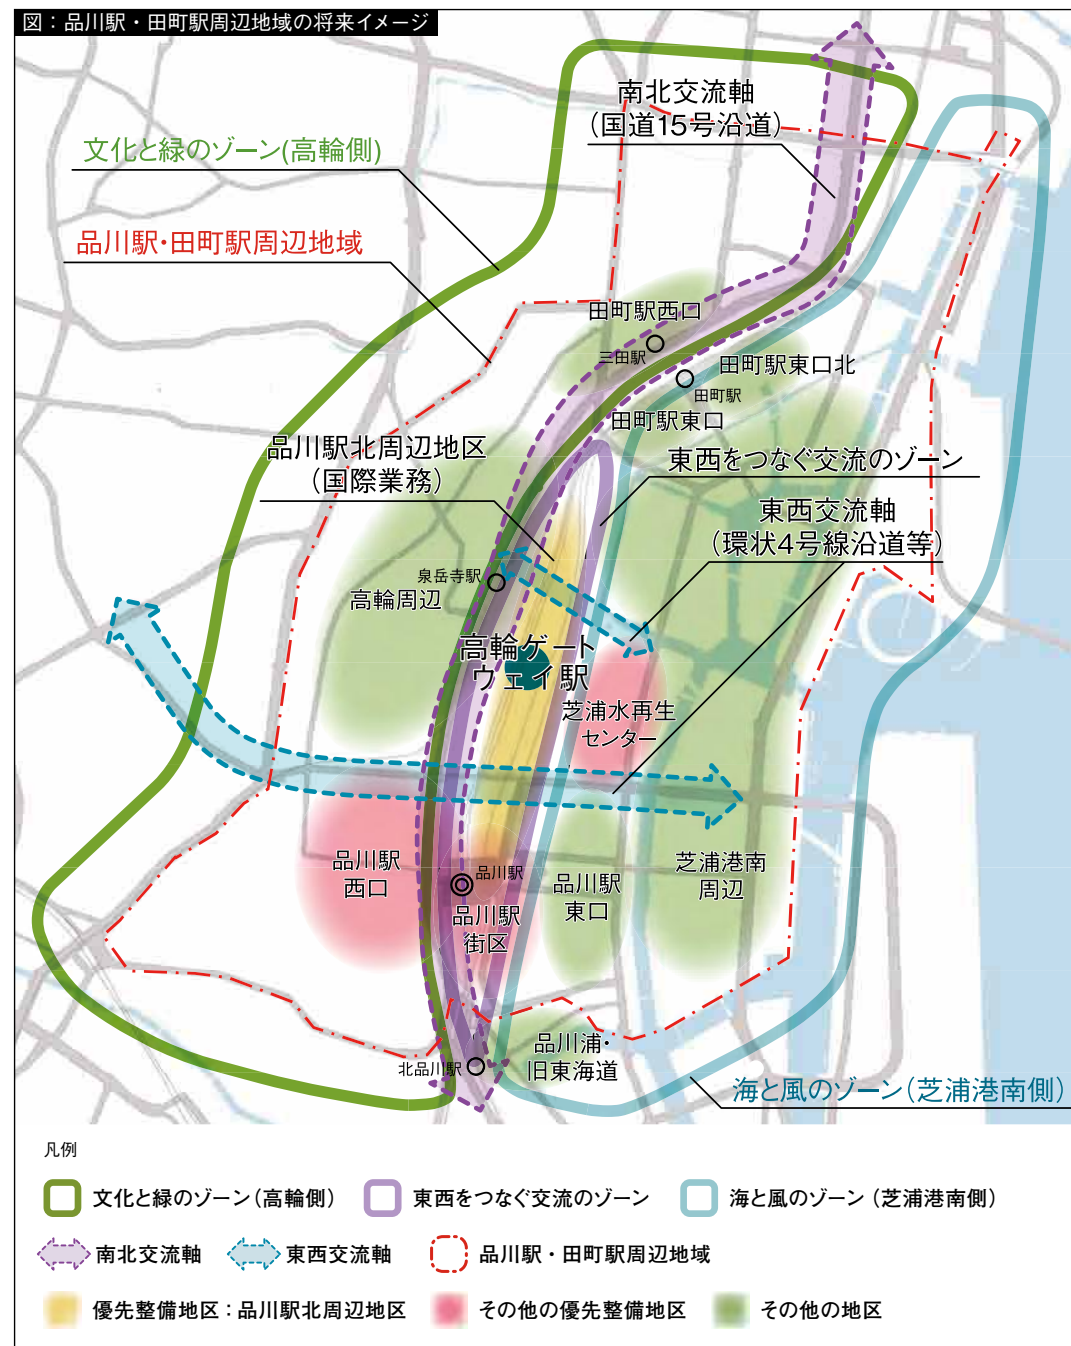 図：品川駅・田町駅周辺地域の将来イメージ
南北交流軸
（国道15号沿道）
文化と緑のゾーン(高輪側)
品川駅・田町駅周辺地域
田町駅西口
三田駅
田町駅東口北
田町駅
田町駅東口
品川駅北周辺地区
（国際業務）
東西をつなぐ交流のゾーン
東西交流軸
（環状4号線沿道等）
泉岳寺駅
高輪周辺
高輪ゲート
ウェイ駅
芝浦水再生
センター
品川駅
西口
品川駅
品川駅
街区
品川駅
東口
芝浦港南
周辺
北品川駅
品川浦・
旧東海道
海と風のゾーン（芝浦港南側）
凡例
文化と緑のゾーン（高輪側）
東西をつなぐ交流のゾーン
海と風のゾーン（芝浦港南側）
南北交流軸
東西交流軸
品川駅・田町駅周辺地域
優先整備地区：品川駅北周辺地区
その他の優先整備地区
その他の地区